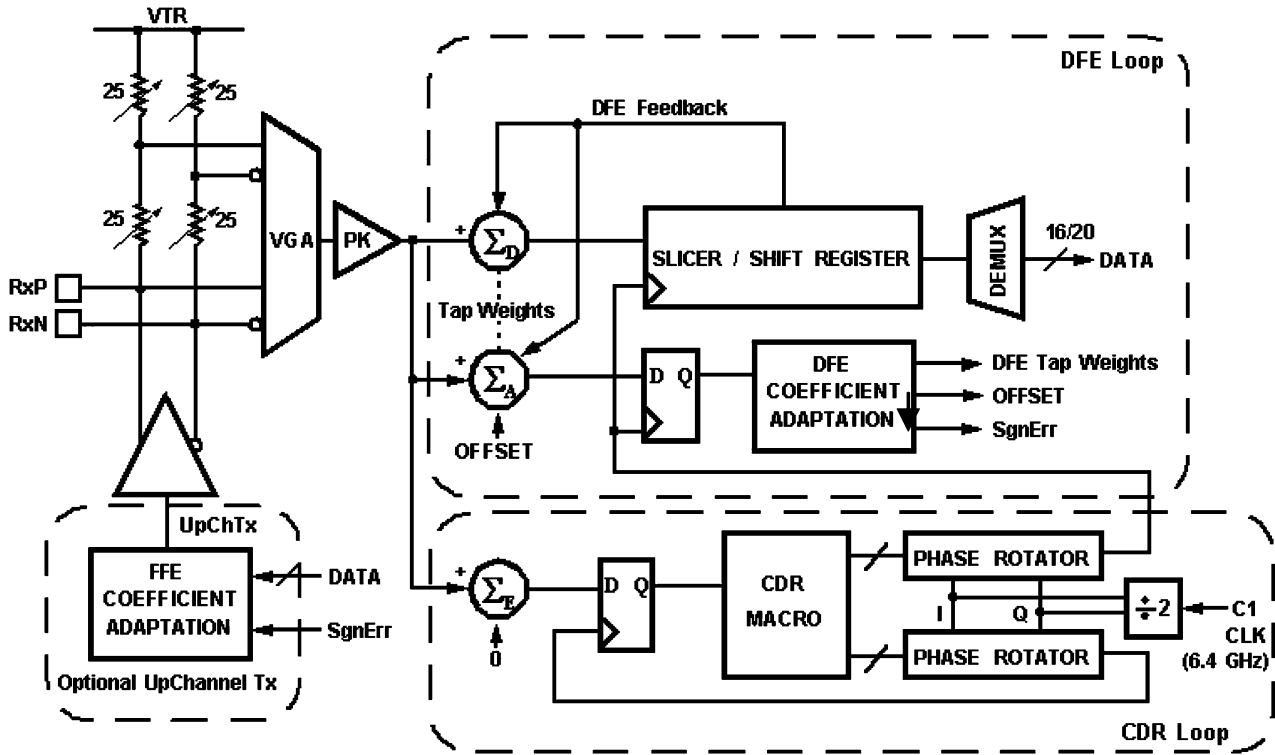 VTR
DFE Loop
25
25
DFE Feedback
25
25
VGA
PK
+
Σ D
SLICER / SHIFT REGISTER
DEMUX
16/20
DATA
RxP
RxN
Tap Weights
+
Σ A
OFFSET
D Q
DFE
COEFFICIENT
ADAPTATION
DFE Tap Weights
OFFSET
SgnErr
UpChTx
FFE
COEFFICIENT
ADAPTATION
DATA
SgnErr
Optional UpChannel Tx
+
Σ E
0
D Q
CDR
MACRO
PHASE ROTATOR
I
Q
÷2
C1
CLK
(6.4 GHz)
PHASE ROTATOR
CDR Loop